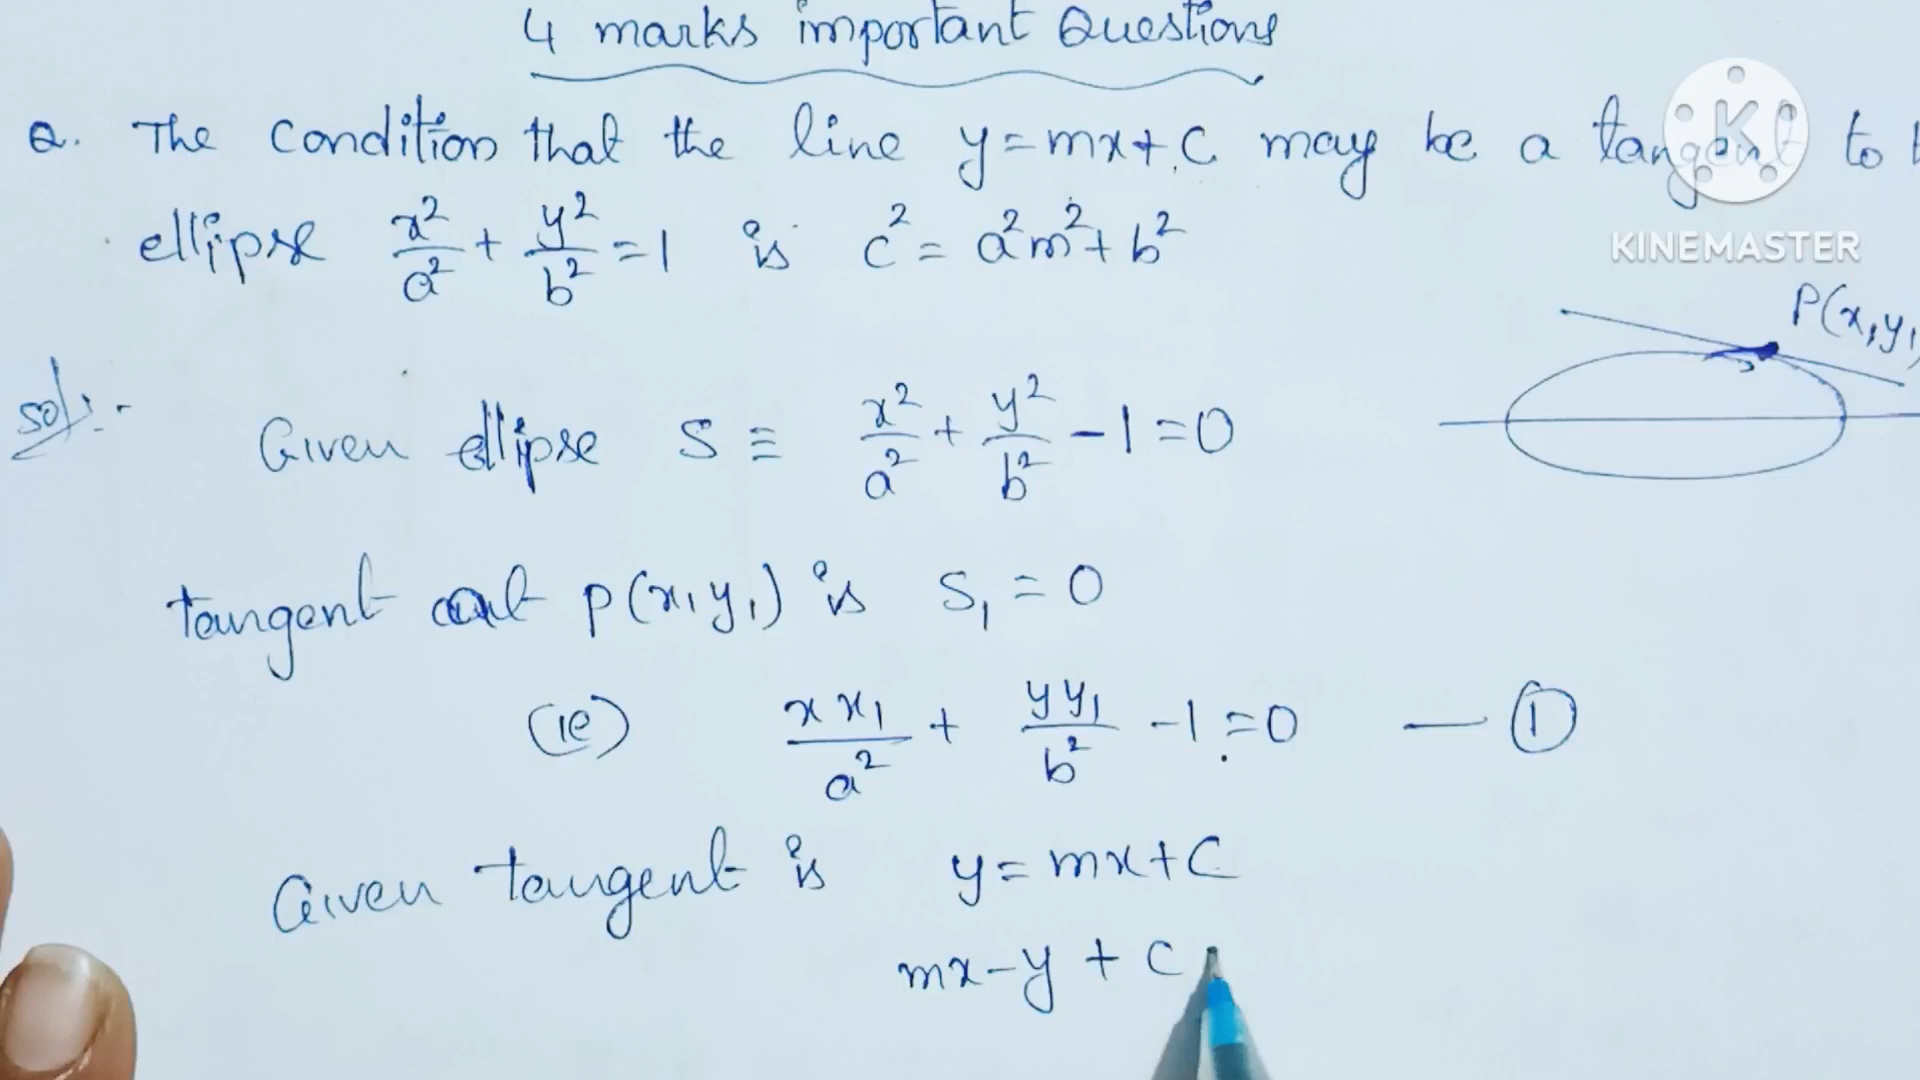 4 marks important Questions
Q. The condition that the line y=mx+c may be a tangent to
ellipse x²/a² + y²/b² = 1 is c² = a²m² + b²
KINEMASTER
P(x₁y₁
Sol:-
Given ellipse S ≡ x²/a² + y²/b² - 1 = 0
tangent at P(x₁y₁) is S₁ = 0
(ie) xx₁/a² + yy₁/b² - 1 = 0 — ①
Given tangent is y = mx + c
mx - y + c